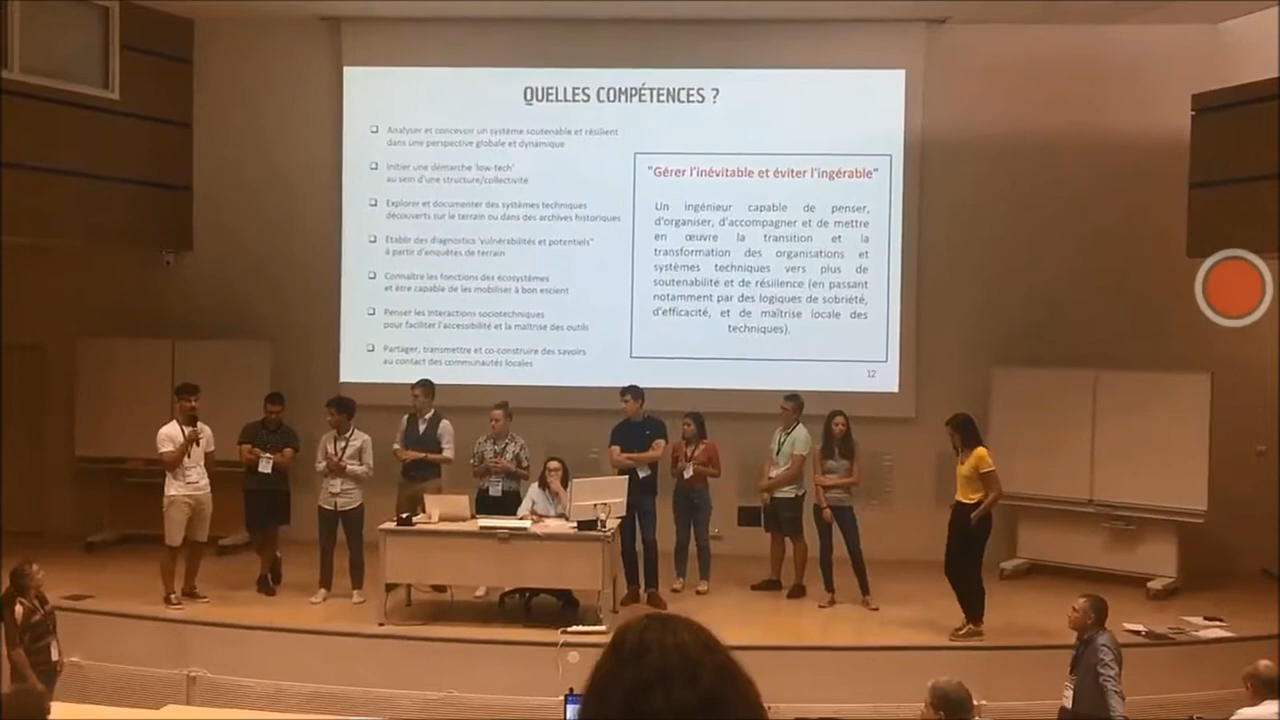 QUELLES COMPÉTENCES ?
❑ Analyser et concevoir un système soutenable et résilient
dans une perspective globale et dynamique
❑ Initier une démarche 'low-tech'
au sein d'une structure/collectivité
❑ Explorer et documenter des systèmes techniques
découverts sur le terrain ou dans des archives historiques
❑ Etablir des diagnostics 'vulnérabilités et potentiels"
à partir d'enquêtes de terrain
❑ Connaître les fonctions des écosystèmes
et être capable de les mobiliser à bon escient
❑ Penser les interactions sociotechniques
pour faciliter l'accessibilité et la maîtrise des outils
❑ Partager, transmettre et co-construire des savoirs
au contact des communautés locales
"Gérer l'inévitable et éviter l'ingérable"
Un ingénieur capable de penser,
d'organiser, d'accompagner et de mettre
en œuvre la transition et la
transformation des organisations et
systèmes techniques vers plus de
soutenabilité et de résilience (en passant
notamment par des logiques de sobriété,
d'efficacité, et de maîtrise locale des
techniques).
12